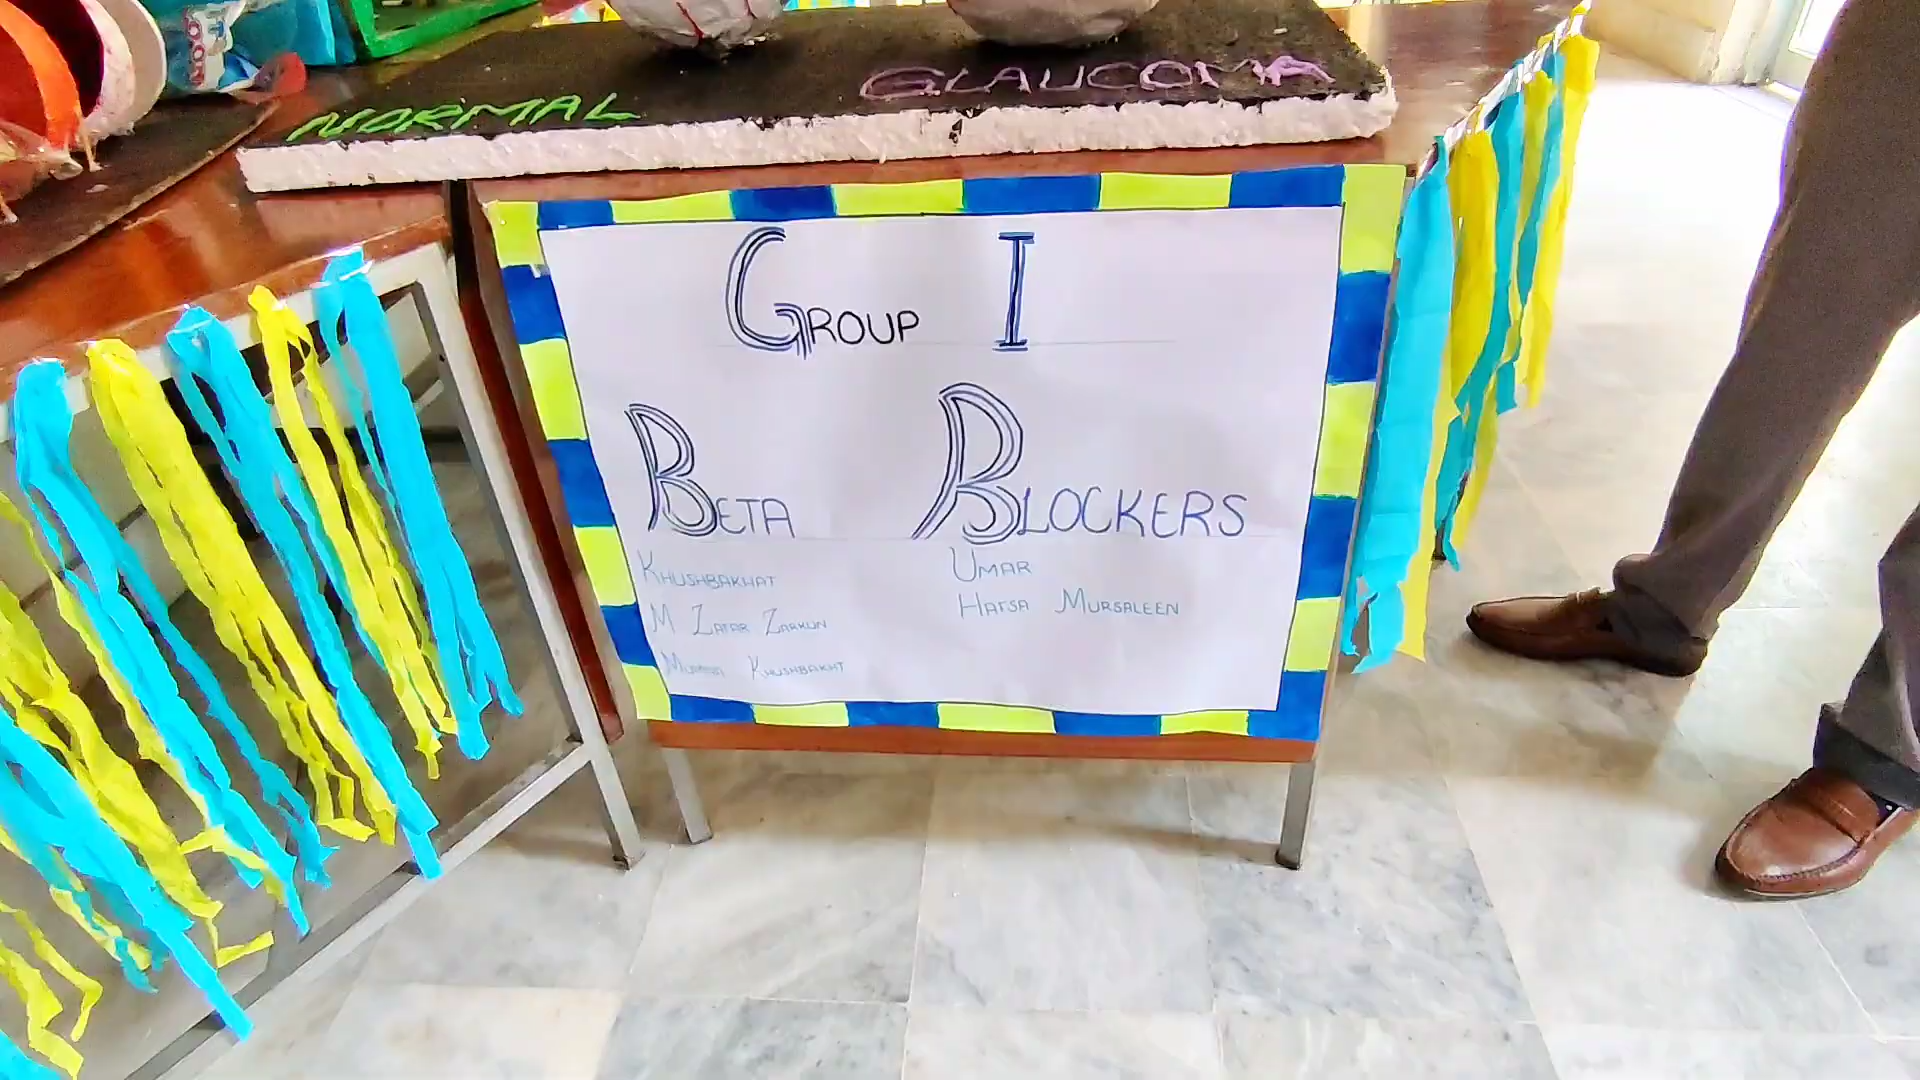 NORMAL
GLAUCOMA
GROUP I
BETA BLOCKERS
KHUSHBAKHAT
UMAR
M ZAFAR ZARKUN
HAFSA MURSALEEN
KHUSHBAKHT